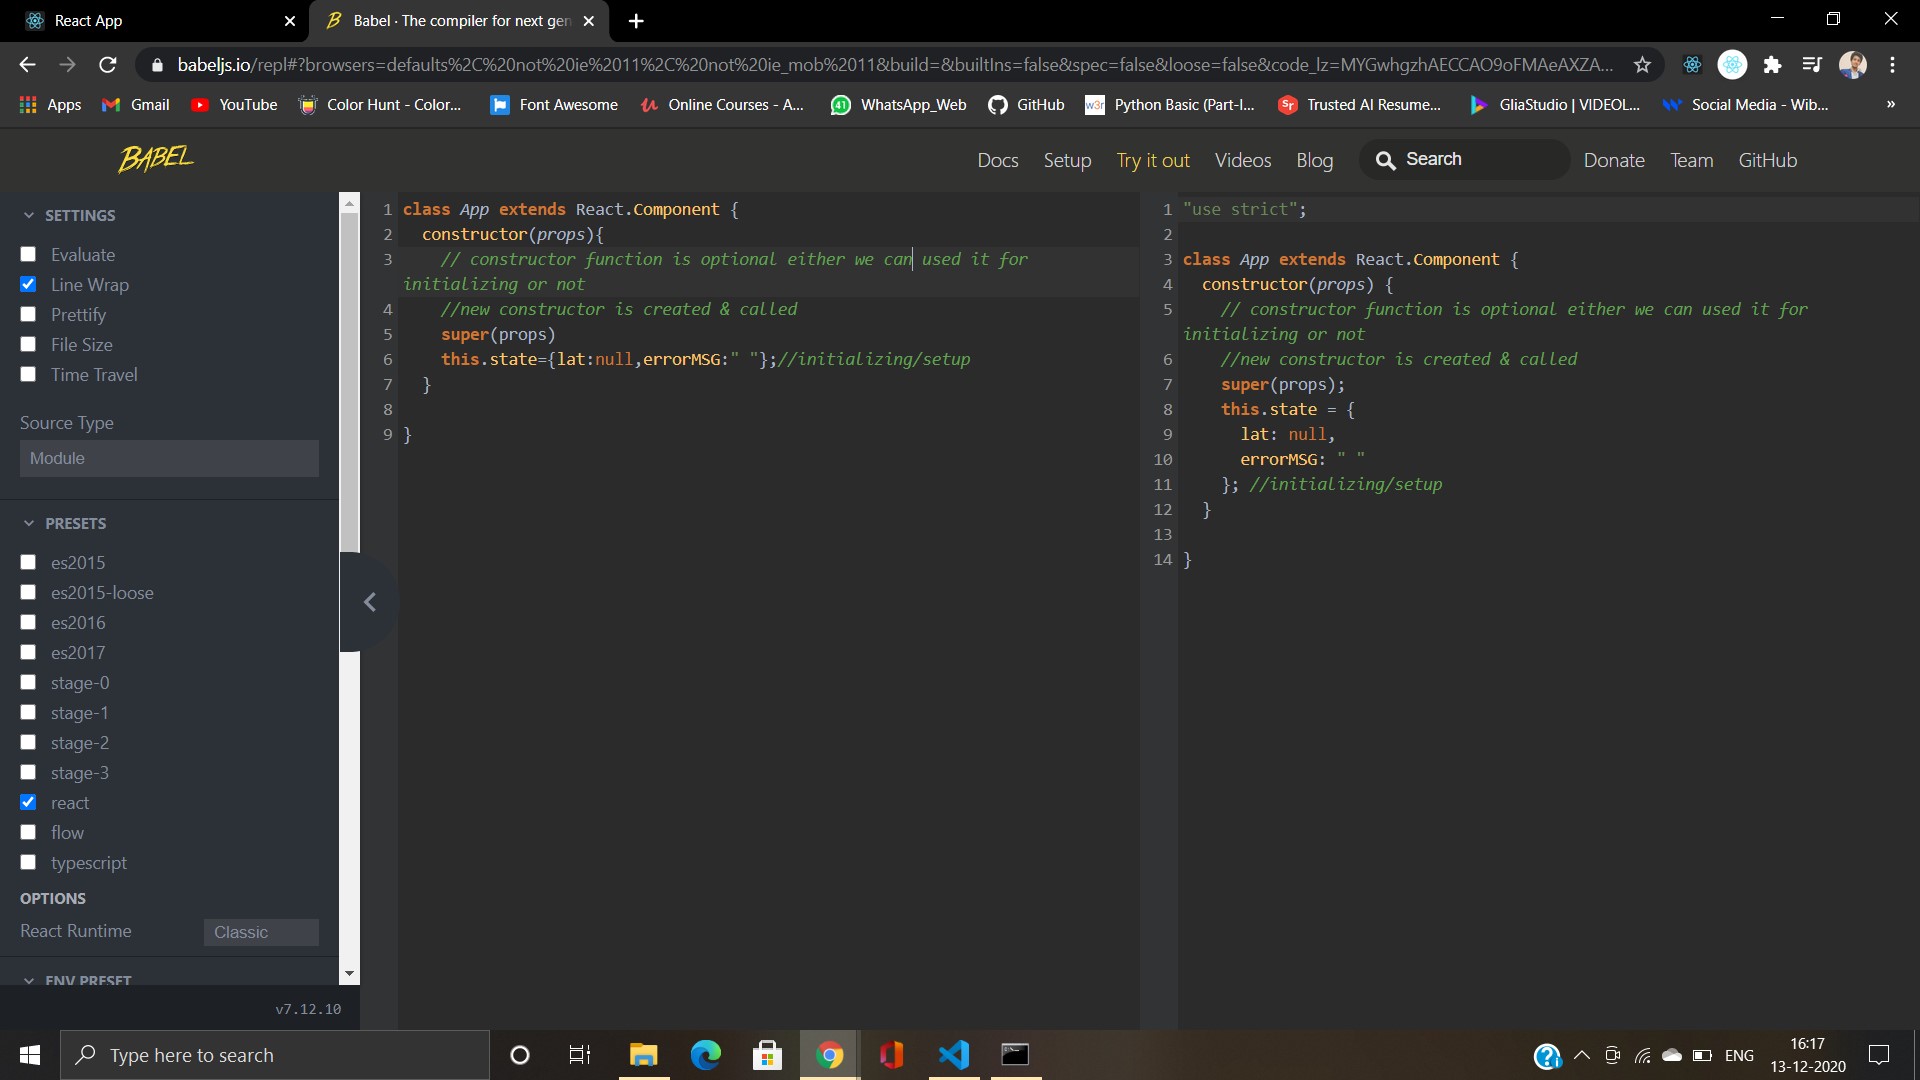 React App
Babel · The compiler for next gen
babeljs.io/repl#?browsers=defaults%2C%20not%20ie%2011%2C%20not%20ie_mob%2011&build=&builtIns=false&spec=false&loose=false&code_lz=MYGwhgzhAECCAO9oFMAeAXZA...
Apps
Gmail
YouTube
Color Hunt - Color...
Font Awesome
Online Courses - A...
41
WhatsApp_Web
GitHub
w3r
Python Basic (Part-I...
Sr
Trusted AI Resume...
GliaStudio | VIDEOL...
Social Media - Wib...
»
BABEL
Docs
Setup
Try it out
Videos
Blog
Search
Donate
Team
GitHub
SETTINGS
Evaluate
Line Wrap
Prettify
File Size
Time Travel
Source Type
Module
PRESETS
es2015
es2015-loose
es2016
es2017
stage-0
stage-1
stage-2
stage-3
react
flow
typescript
OPTIONS
React Runtime
Classic
ENV PRESET
v7.12.10
1 class App extends React.Component {
2 constructor(props){
3 // constructor function is optional either we can used it for
initializing or not
4 //new constructor is created & called
5 super(props)
6 this.state={lat:null,errorMSG:" "};//initializing/setup
7 }
8
9 }
1 "use strict";
2
3 class App extends React.Component {
4 constructor(props) {
5 // constructor function is optional either we can used it for
initializing or not
6 //new constructor is created & called
7 super(props);
8 this.state = {
9 lat: null,
10 errorMSG: " "
11 }; //initializing/setup
12 }
13
14 }
Type here to search
ENG
16:17
13-12-2020